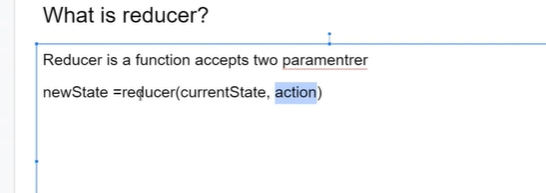 What is reducer?
Reducer is a function accepts two paramentrer
newState =reducer(currentState, action)